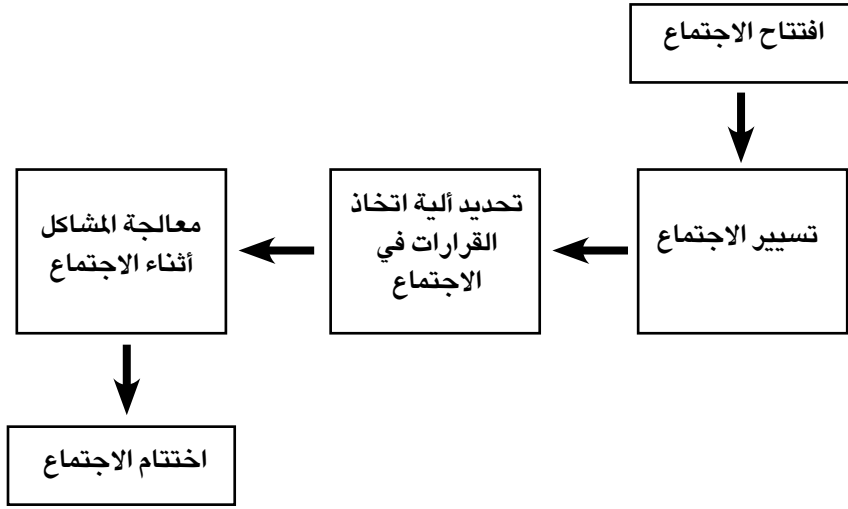 افتتاح الاجتماع
تسيير الاجتماع
تحديد ألية اتخاذ
القرارات في
الاجتماع
معالجة المشاكل
أثناء الاجتماع
اختتام الاجتماع